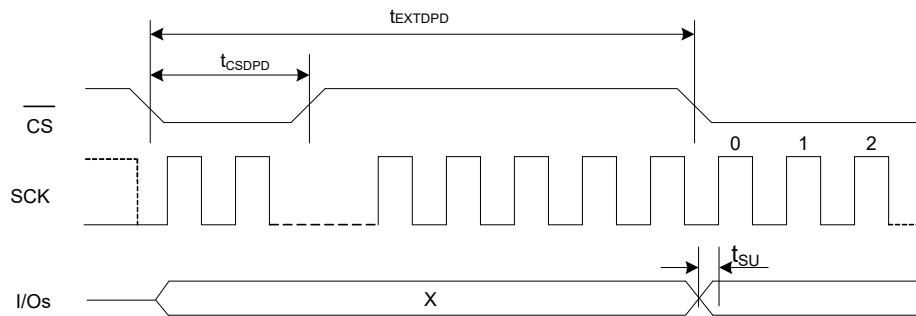 tEXTDPD
tCSDPD
CS
0 1 2
SCK
tSU
I/Os X